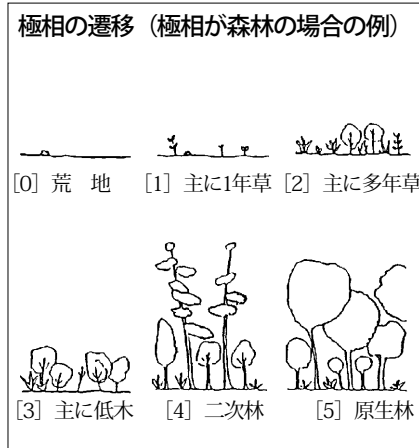 極相の遷移（極相が森林の場合の例）
[0] 荒　地
[1] 主に1年草
[2] 主に多年草
[3] 主に低木
[4] 二次林
[5] 原生林